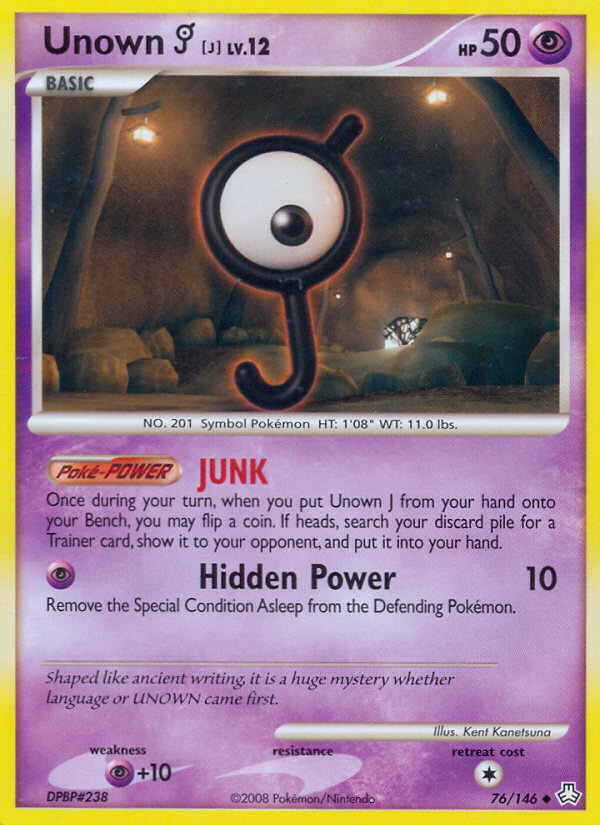 Unown J [J] LV.12 HP 50
BASIC
NO. 201 Symbol Pokémon HT: 1'08" WT: 11.0 lbs.
Poké-POWER JUNK
Once during your turn, when you put Unown J from your hand onto
your Bench, you may flip a coin. If heads, search your discard pile for a
Trainer card, show it to your opponent, and put it into your hand.
Hidden Power 10
Remove the Special Condition Asleep from the Defending Pokémon.
Shaped like ancient writing, it is a huge mystery whether
language or UNOWN came first.
Illus. Kent Kanetsuna
weakness resistance retreat cost
+10
DPBP#238 ©2008 Pokémon/Nintendo 76/146